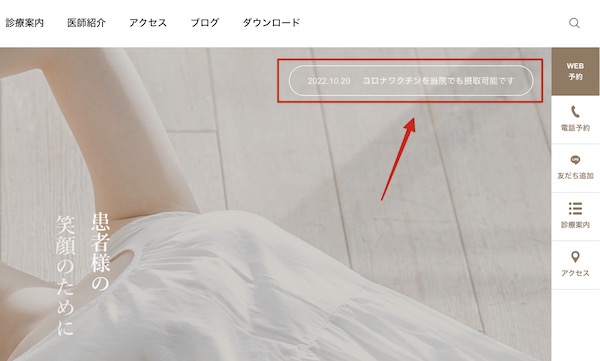 診療案内 医師紹介 アクセス ブログ ダウンロード
2022.10.20 コロナワクチンを当院でも摂取可能です
WEB
予約
電話予約
LINE
友だち追加
診療案内
アクセス
患者様の
笑顔のために